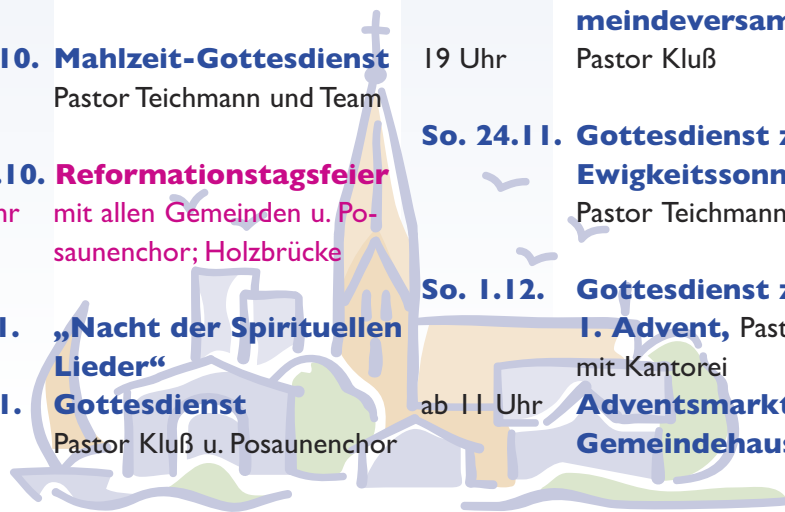 10. Mahlzeit-Gottesdienst
Pastor Teichmann und Team
.10. Reformationstagsfeier
hr mit allen Gemeinden u. Po-
saunenchor; Holzbrücke
1. „Nacht der Spirituellen
Lieder“
1. Gottesdienst
Pastor Kluß u. Posaunenchor
meindeversam
19 Uhr Pastor Kluß
So. 24.11. Gottesdienst z
Ewigkeitssonn
Pastor Teichmann
So. 1.12. Gottesdienst z
1. Advent, Past
mit Kantorei
ab 11 Uhr Adventsmarkt
Gemeindehaus